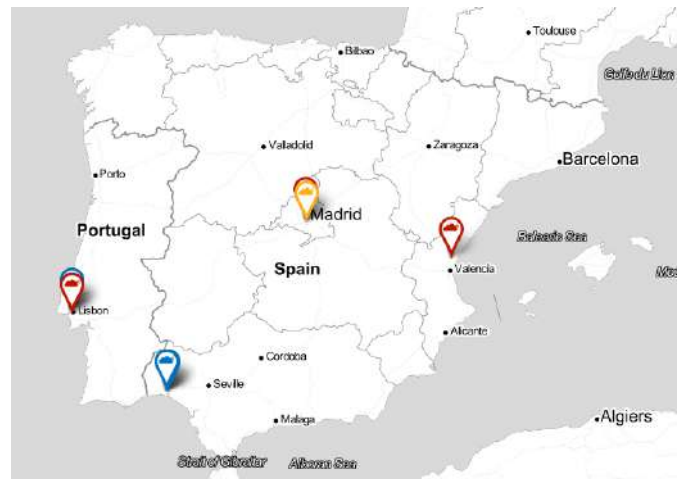 Toulouse
Bilbao
Golfo du Lion
Valladolid
Zaragoza
Barcelona
Porto
Madrid
Portugal
Balearic Sea
Spain
Valencia
Lisbon
Alicante
Cordoba
Seville
Malaga
Algiers
Strait of Gibraltar
Alboran Sea